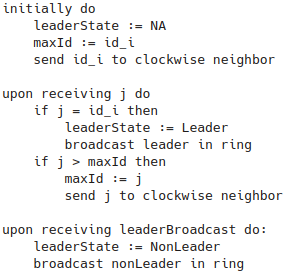 initially do
leaderState := NA
maxId := id_i
send id_i to clockwise neighbor
upon receiving j do
if j = id_i then
leaderState := Leader
broadcast leader in ring
if j > maxId then
maxId := j
send j to clockwise neighbor
upon receiving leaderBroadcast do:
leaderState := NonLeader
broadcast nonLeader in ring